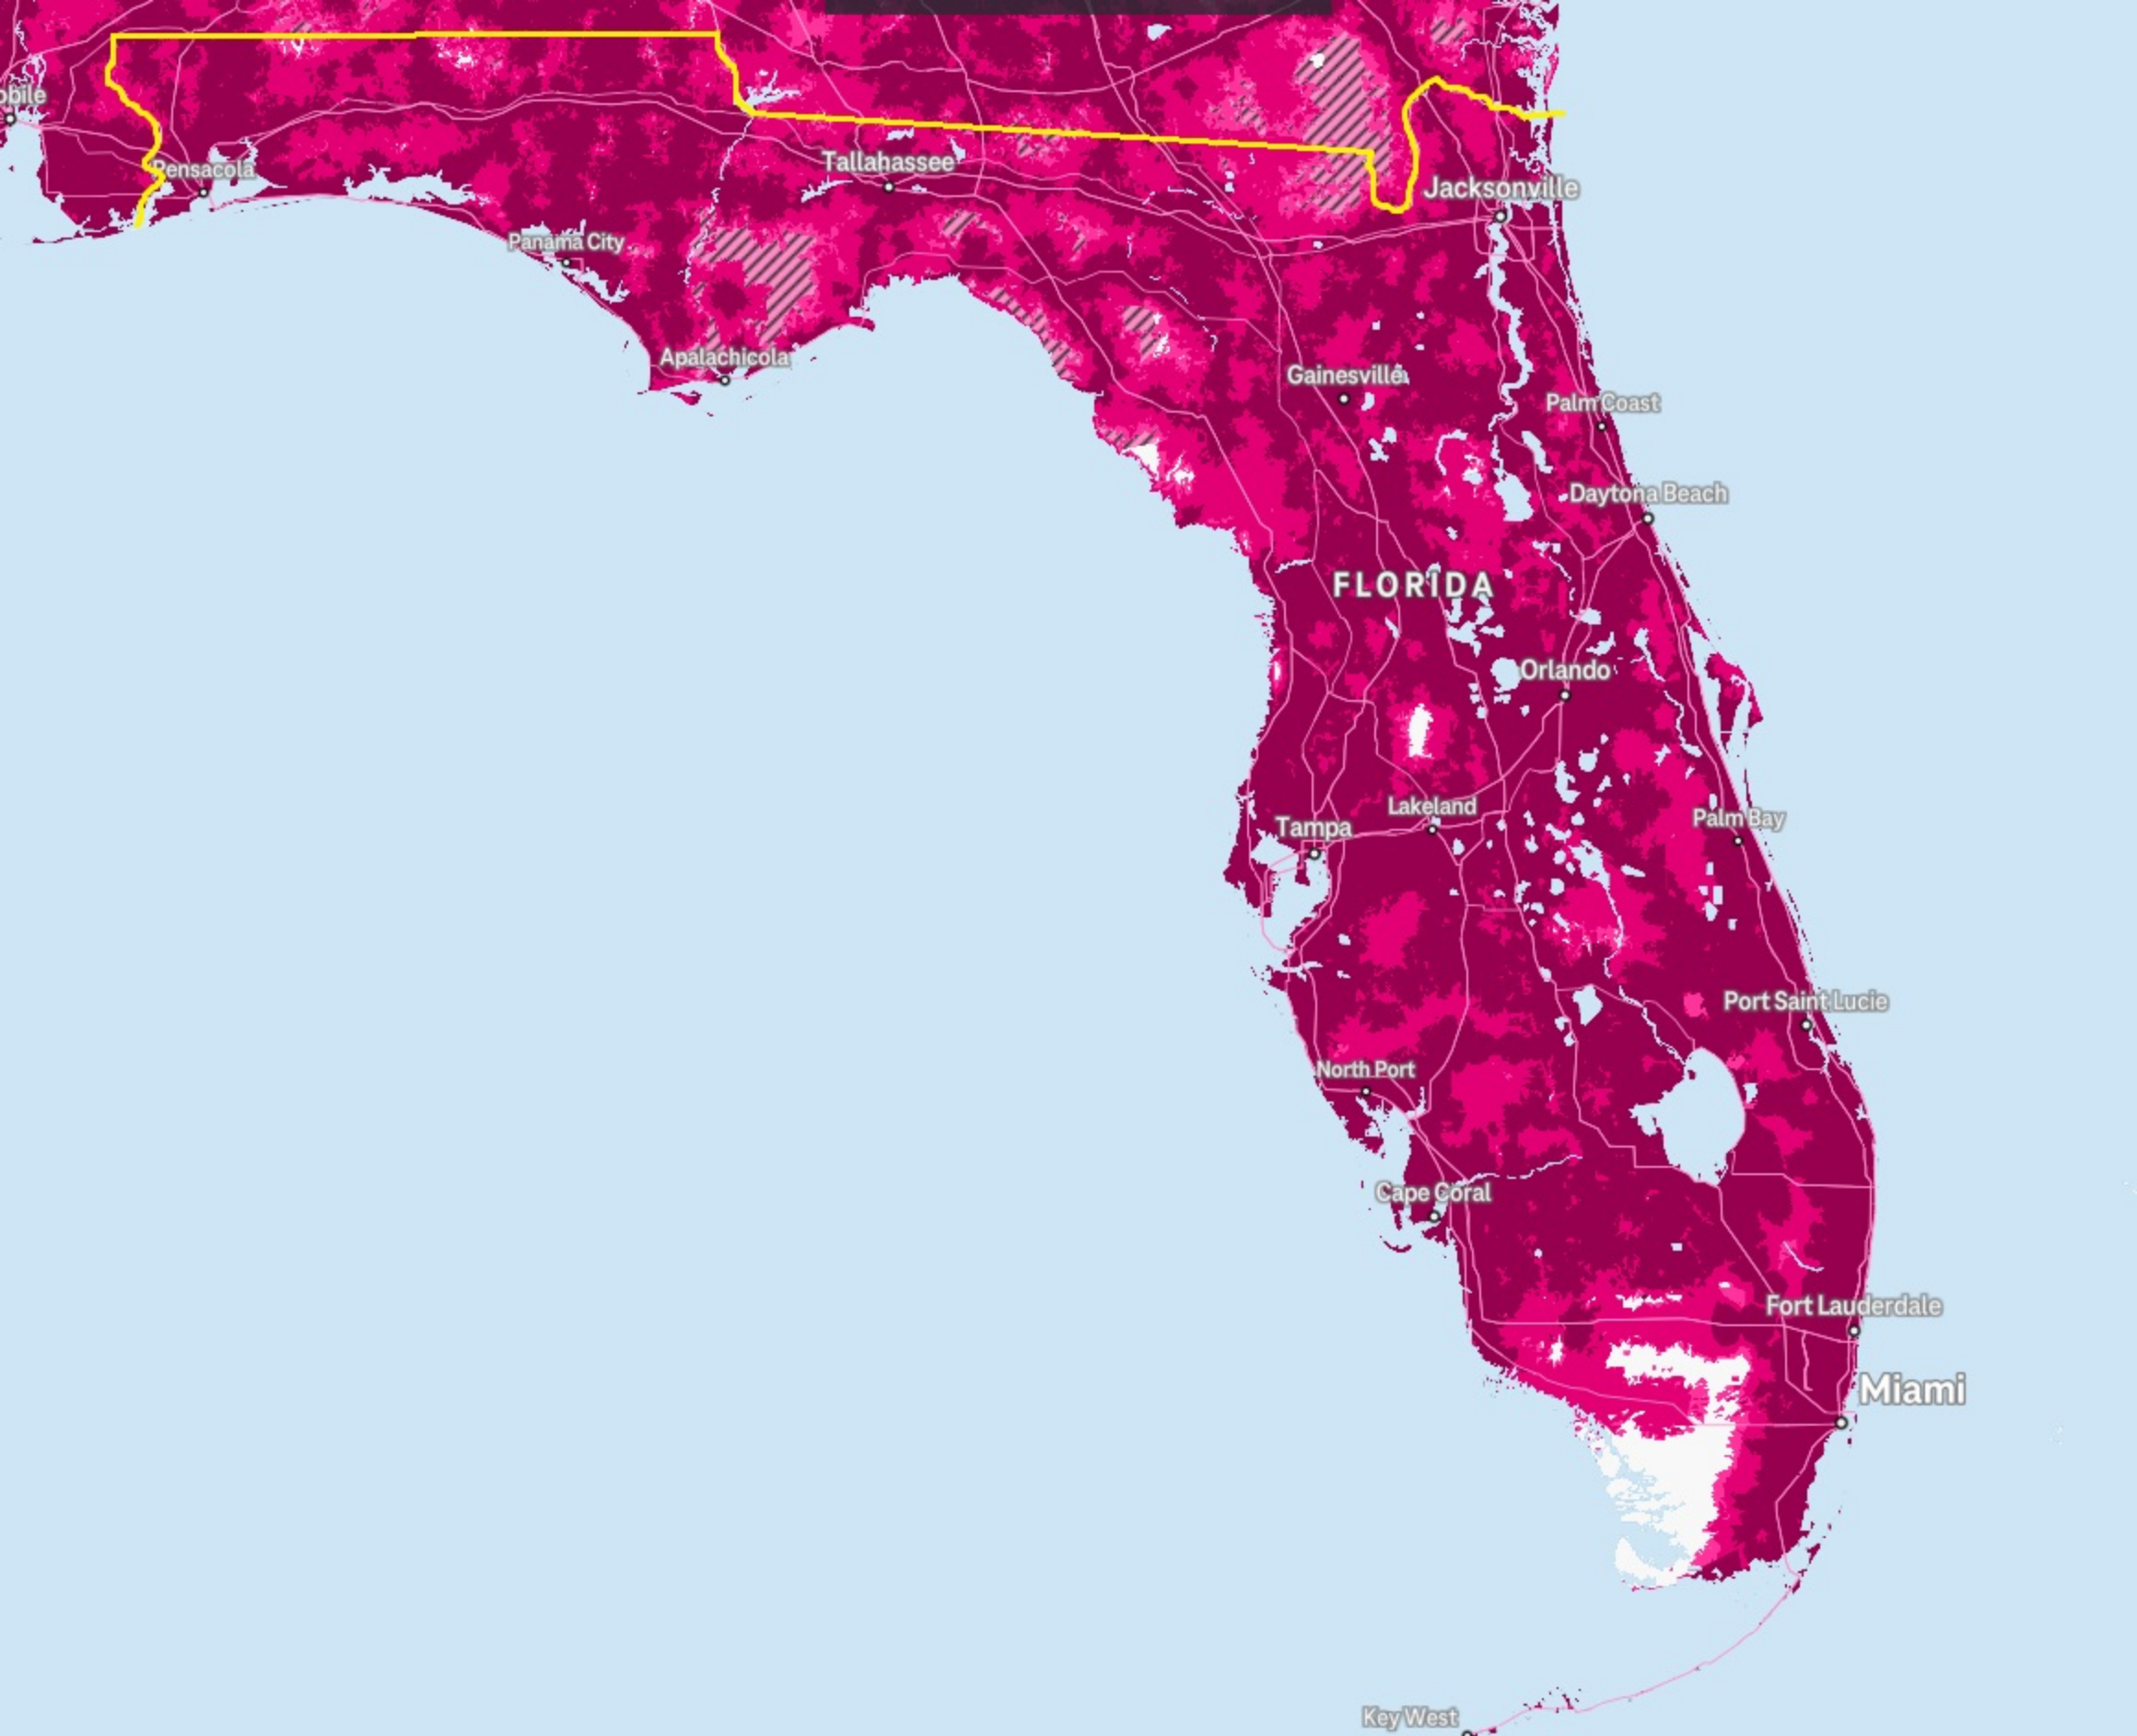 Tallahassee
Pensacola
Jacksonville
Panama City
Apalachicola
Gainesville
Palm Coast
Daytona Beach
FLORIDA
Orlando
Lakeland
Palm Bay
Tampa
Port Saint Lucie
North Port
Cape Coral
Fort Lauderdale
Miami
Key West